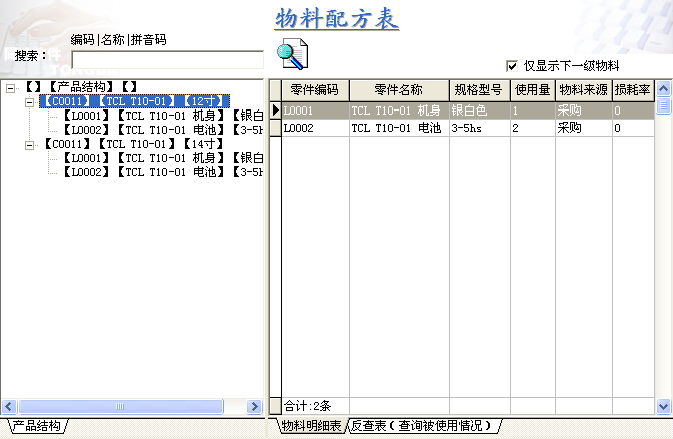 物料配方表
编码|名称|拼音码
搜索：
仅显示下一级物料
【】【产品结构】【】
【C0011】【TCL T10-01】【12寸】
【L0001】【TCL T10-01 机身】【银白
【L0002】【TCL T10-01 电池】【3-5h
【C0011】【TCL T10-01】【14寸】
【L0001】【TCL T10-01 机身】【银白
【L0002】【TCL T10-01 电池】【3-5h
零件编码 零件名称 规格型号 使用量 物料来源 损耗率
L0001 TCL T10-01 机身 银白色 1 采购 0
L0002 TCL T10-01 电池 3-5hs 2 采购 0
合计:2条
产品结构
物料明细表 反查表(查询被使用情况)